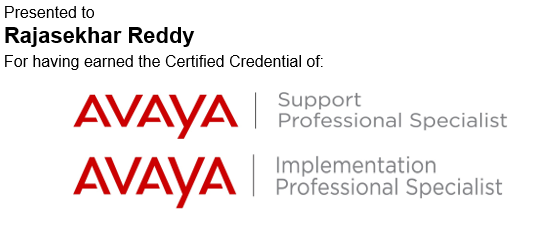 Presented to
Rajasekhar Reddy
For having earned the Certified Credential of:
AVAYA | Support
Professional Specialist
AVAYA | Implementation
Professional Specialist